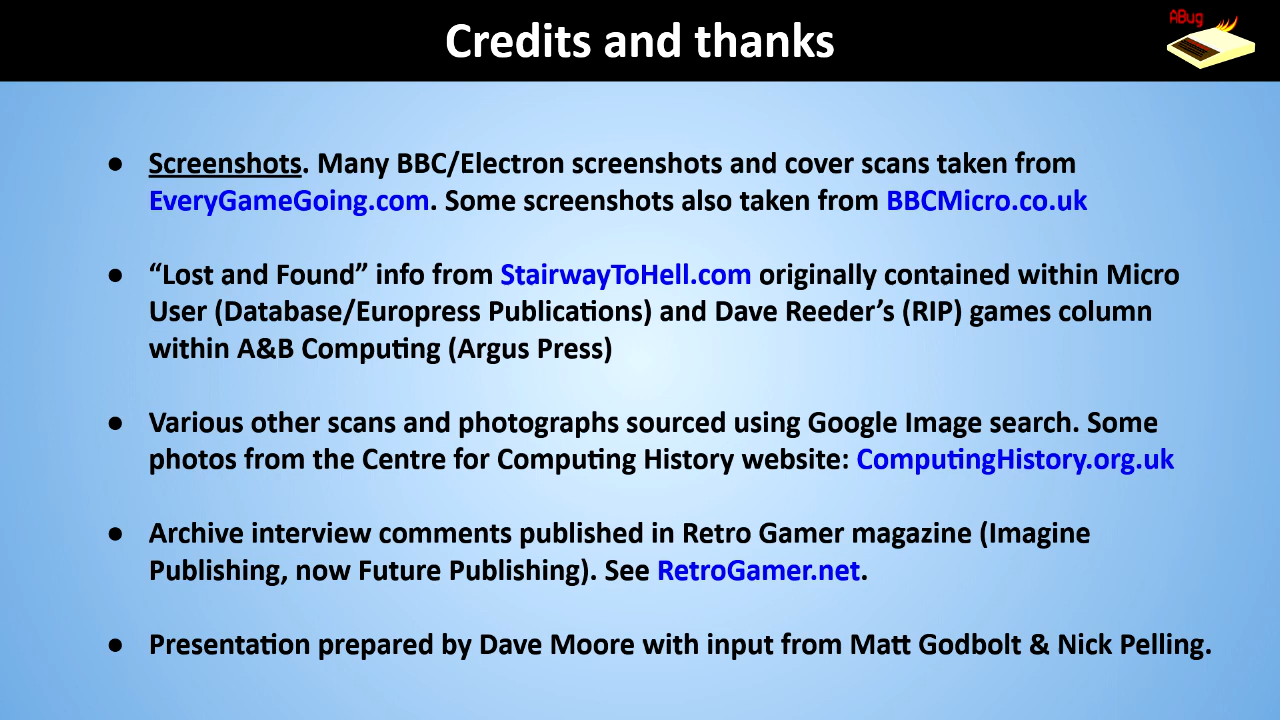 Credits and thanks
ABug
● Screenshots. Many BBC/Electron screenshots and cover scans taken from
EveryGameGoing.com. Some screenshots also taken from BBCMicro.co.uk
● “Lost and Found” info from StairwayToHell.com originally contained within Micro
User (Database/Europress Publications) and Dave Reeder’s (RIP) games column
within A&B Computing (Argus Press)
● Various other scans and photographs sourced using Google Image search. Some
photos from the Centre for Computing History website: ComputingHistory.org.uk
● Archive interview comments published in Retro Gamer magazine (Imagine
Publishing, now Future Publishing). See RetroGamer.net.
● Presentation prepared by Dave Moore with input from Matt Godbolt & Nick Pelling.